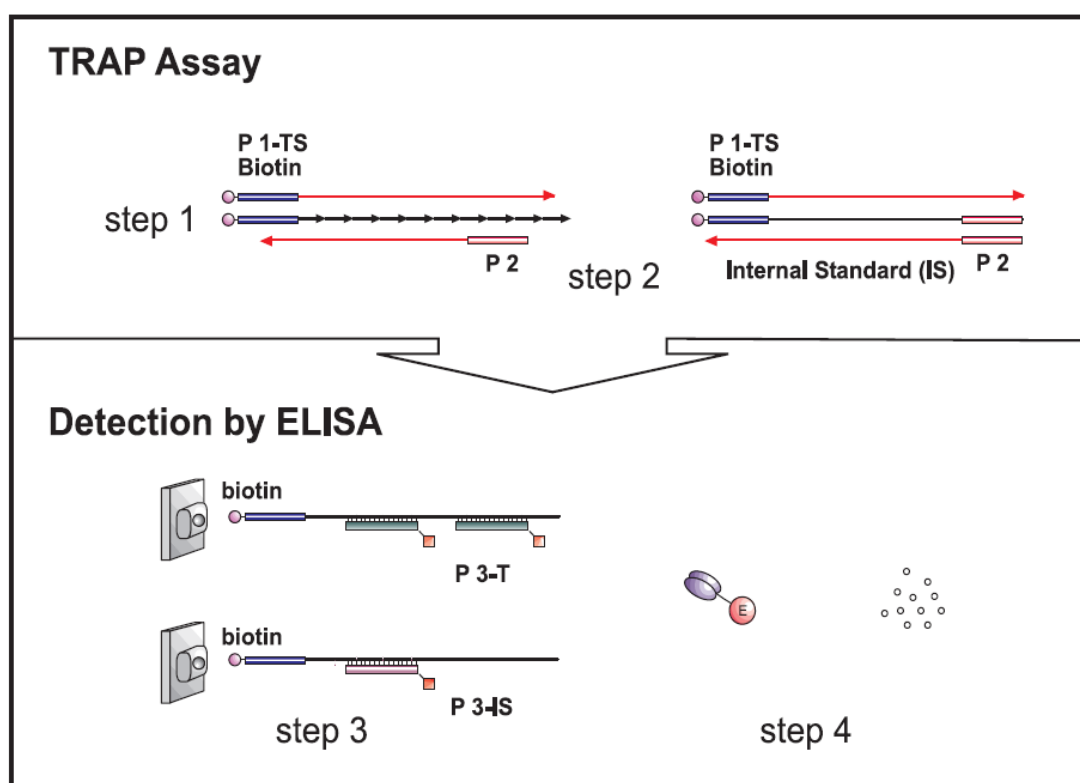 TRAP Assay
P 1-TS
Biotin
step 1
P 2
step 2
P 1-TS
Biotin
Internal Standard (IS)
P 2
Detection by ELISA
biotin
P 3-T
biotin
P 3-IS
step 3
E
step 4